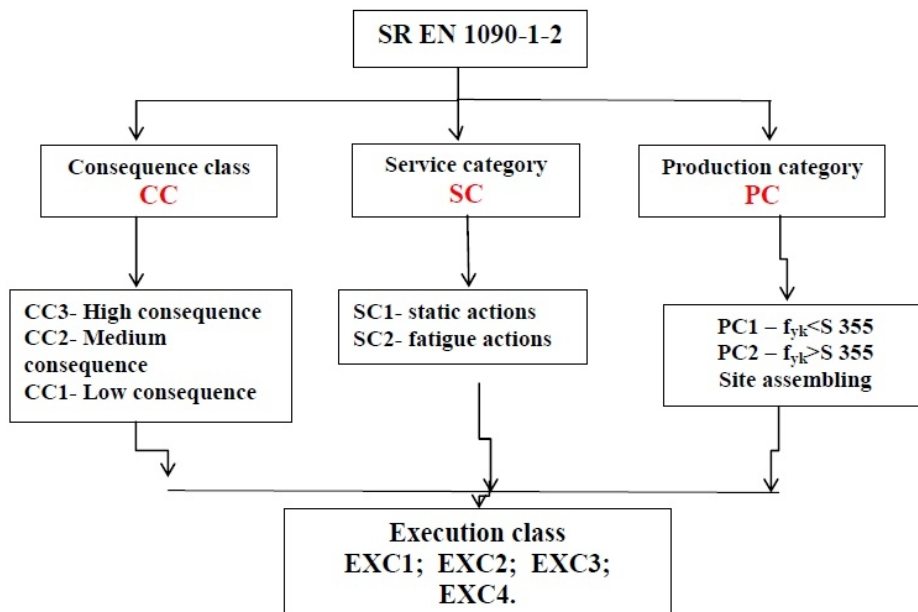 SR EN 1090-1-2
Consequence class
CC
Service category
SC
Production category
PC
CC3- High consequence
CC2- Medium
consequence
CC1- Low consequence
SC1- static actions
SC2- fatigue actions
PC1 – fyk<S 355
PC2 – fyk>S 355
Site assembling
Execution class
EXC1; EXC2; EXC3;
EXC4.